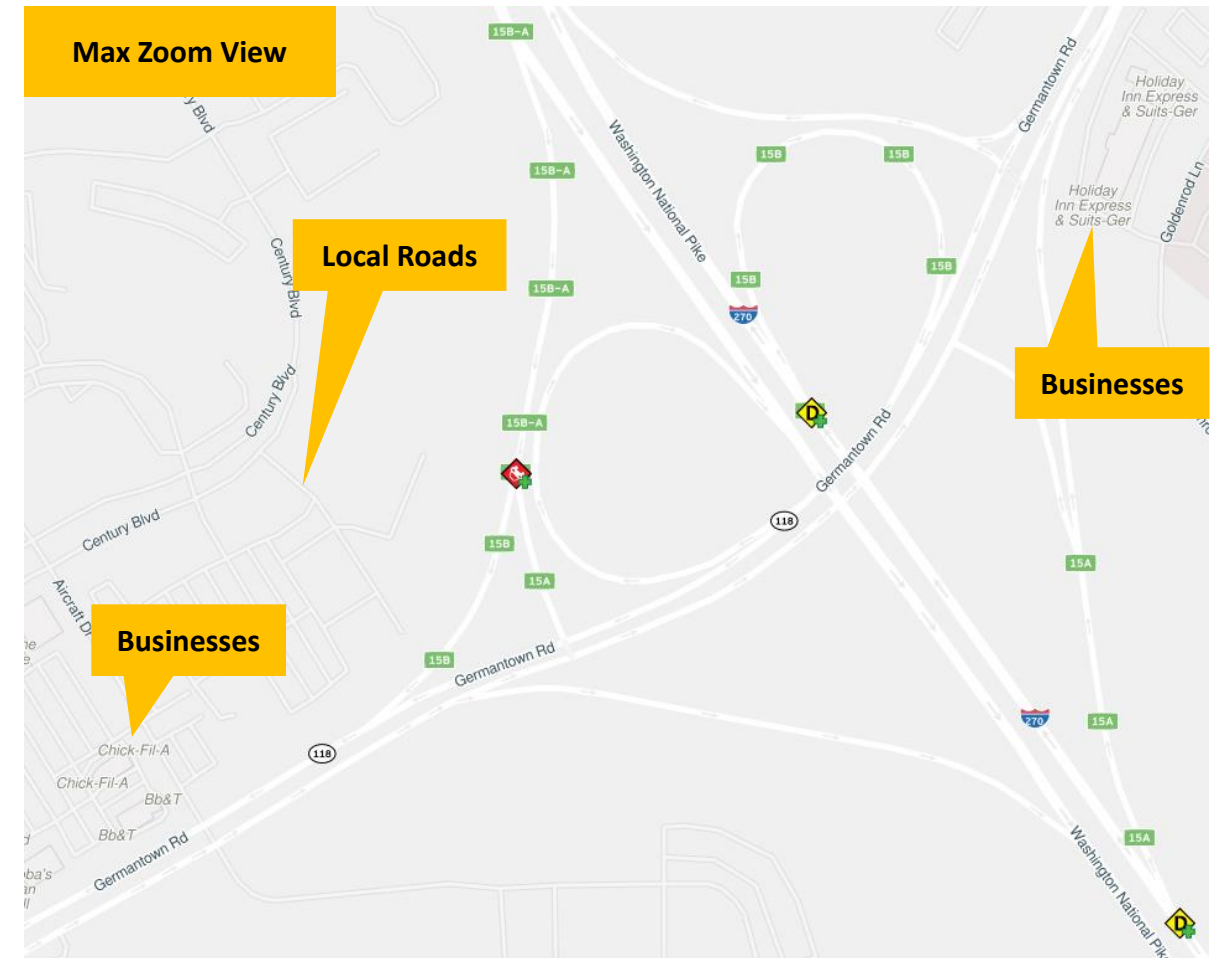 Max Zoom View
15B-A
Germantown Rd
Holiday
Inn Express
& Suits-Ger
y Blvd
Washington National Pike
15B
15B
15B-A
Holiday
Inn Express
& Suits-Ger
Goldenrod Ln
Local Roads
Century Blvd
15B-A
15B
15B
270
Businesses
Century Blvd
D
15B-A
Germantown Rd
118
Century Blvd
15B
15A
15A
Aircraft Dr
Businesses
15B
Germantown Rd
270
15A
118
Chick-Fil-A
Chick-Fil-A
Bb&T
Bb&T
15A
Germantown Rd
Washington National Pike
ba's
D